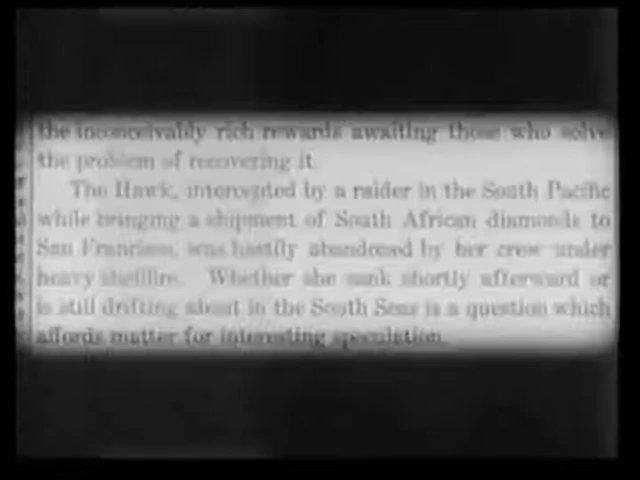 the inconceivably rich rewards awaiting those who solve
the problem of recovering it.
The Hawk, intercepted by a raider in the South Pacific
while bringing a shipment of South African diamonds to
San Francisco, was hastily abandoned by her crew under
heavy shellfire. Whether she sank shortly afterward or
is still drifting about in the South Seas is a question which
affords matter for interesting speculation.